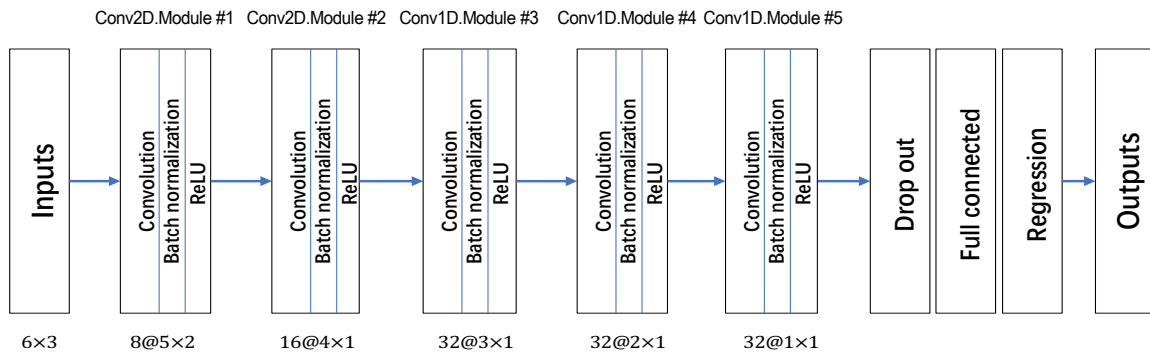 Conv2D.Module #1
Conv2D.Module #2
Conv1D.Module #3
Conv1D.Module #4
Conv1D.Module #5
Inputs
Convolution
Batch normalization
ReLU
Convolution
Batch normalization
ReLU
Convolution
Batch normalization
ReLU
Convolution
Batch normalization
ReLU
Convolution
Batch normalization
ReLU
Drop out
Full connected
Regression
Outputs
6×3
8@5×2
16@4×1
32@3×1
32@2×1
32@1×1